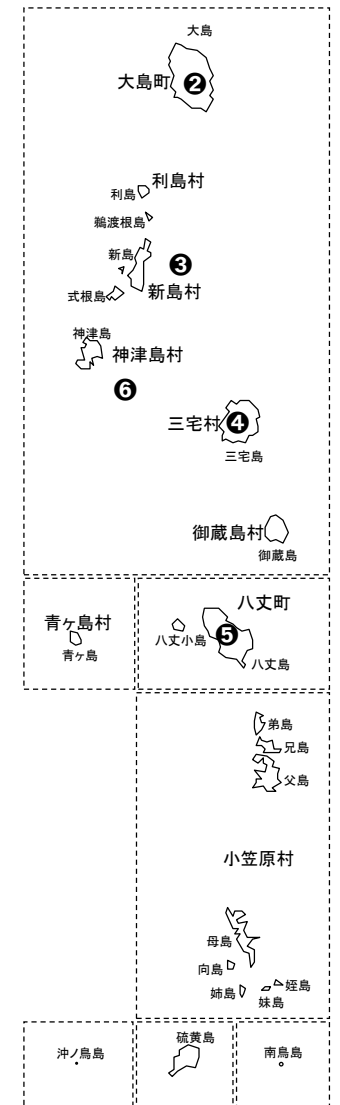 大島
大島町
❷
利島村
利島
鵜渡根島
新島
❸
新島村
式根島
神津島
神津島村
❻
三宅村
❹
三宅島
御蔵島村
御蔵島
青ヶ島村
青ヶ島
八丈町
八丈小島
❺
八丈島
弟島
兄島
父島
小笠原村
母島
向島
姉島
妹島
姪島
沖ノ鳥島
硫黄島
南鳥島